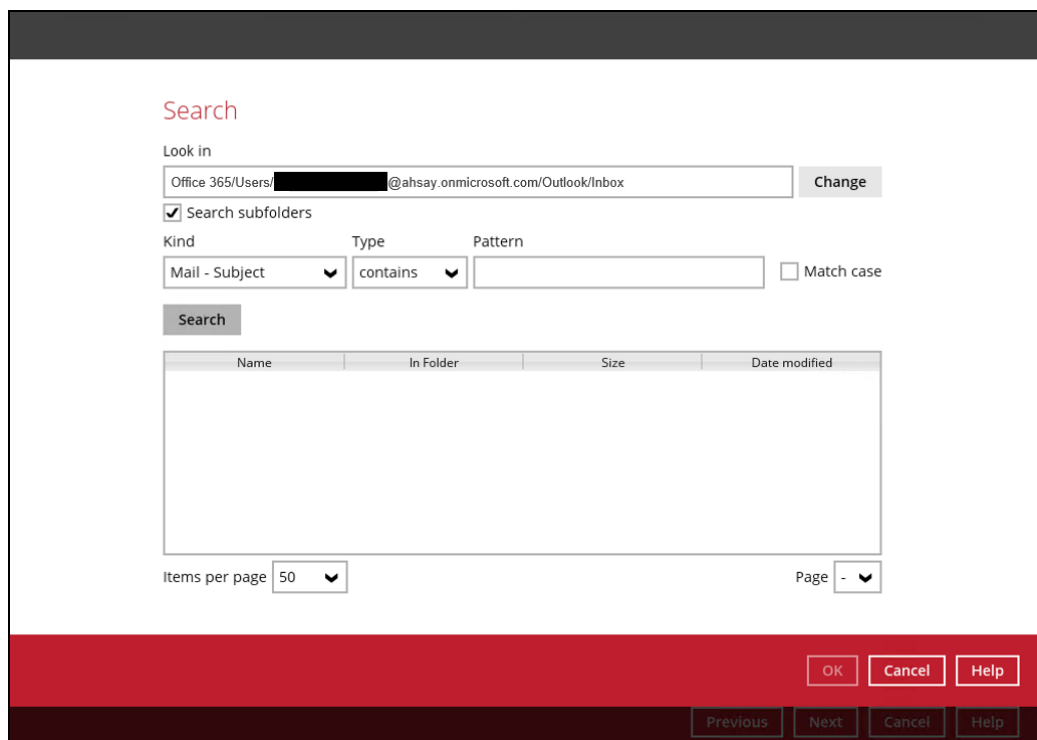 Search
Look in
Office 365/Users/ @ahsay.onmicrosoft.com/Outlook/Inbox Change
Search subfolders
Kind Type Pattern
Mail - Subject contains Match case
Search
Name In Folder Size Date modified
Items per page 50 Page -
OK Cancel Help
Previous Next Cancel Help